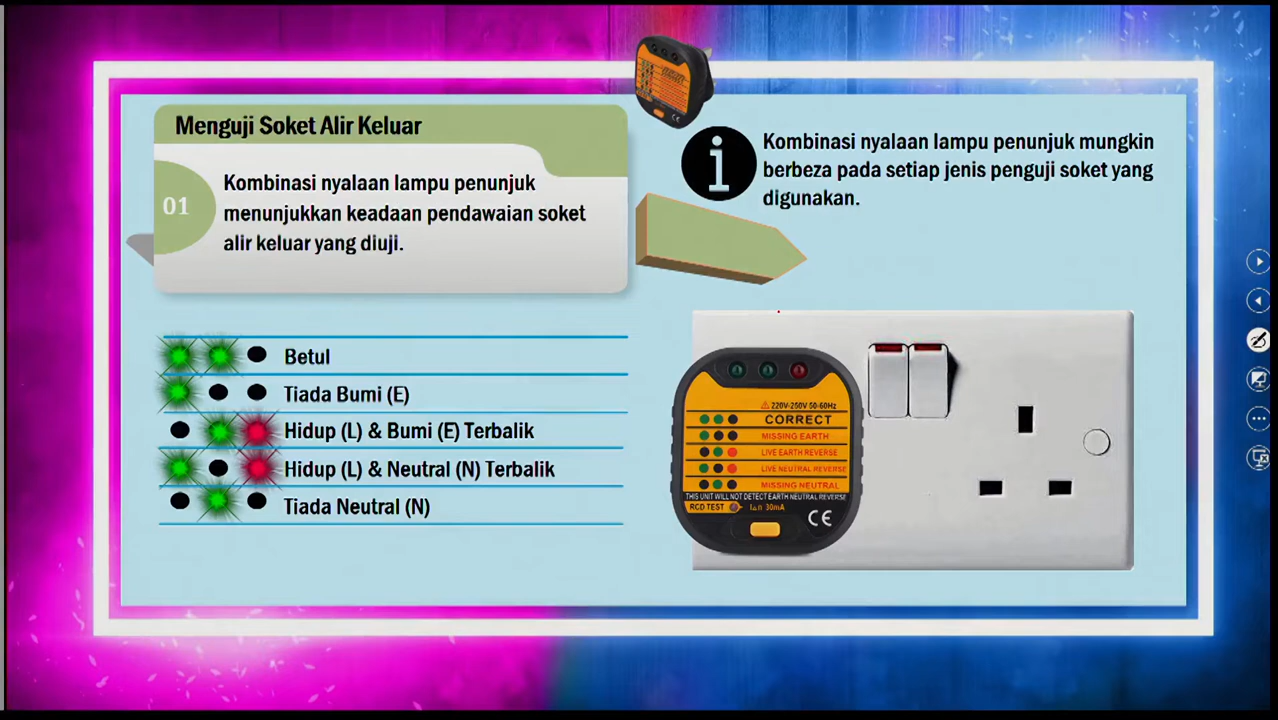 Menguji Soket Alir Keluar
01
Kombinasi nyalaan lampu penunjuk
menunjukkan keadaan pendawaian soket
alir keluar yang diuji.
i
Kombinasi nyalaan lampu penunjuk mungkin
berbeza pada setiap jenis penguji soket yang
digunakan.
Betul
Tiada Bumi (E)
Hidup (L) & Bumi (E) Terbalik
Hidup (L) & Neutral (N) Terbalik
Tiada Neutral (N)
220V-250V 50-60Hz
CORRECT
MISSING EARTH
LIVE EARTH REVERSE
LIVE NEUTRAL REVERSE
MISSING NEUTRAL
THIS UNIT WILL NOT DETECT EARTH NEUTRAL REVERSE
RCD TEST I△n 30mA
CE